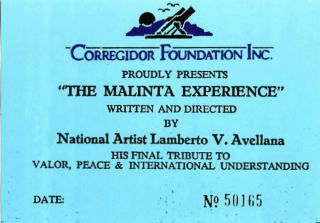 CORREGIDOR FOUNDATION INC.
PROUDLY PRESENTS
"THE MALINTA EXPERIENCE"
WRITTEN AND DIRECTED
BY
National Artist Lamberto V. Avellana
HIS FINAL TRIBUTE TO
VALOR, PEACE & INTERNATIONAL UNDERSTANDING
DATE: Nº 50165